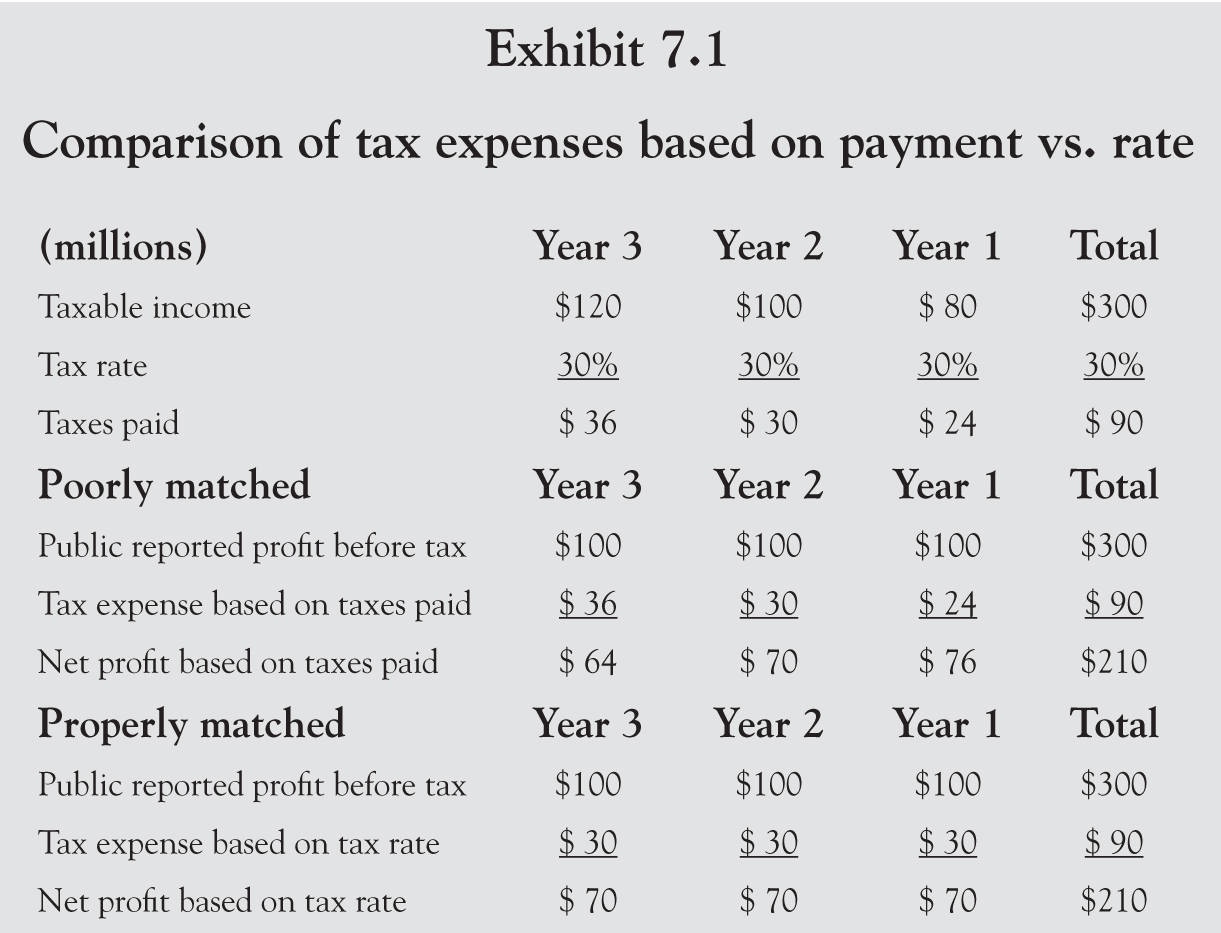 Exhibit 7.1
Comparison of tax expenses based on payment vs. rate
(millions) Year 3 Year 2 Year 1 Total
Taxable income $120 $100 $ 80 $300
Tax rate 30% 30% 30% 30%
Taxes paid $ 36 $ 30 $ 24 $ 90
Poorly matched Year 3 Year 2 Year 1 Total
Public reported profit before tax $100 $100 $100 $300
Tax expense based on taxes paid $ 36 $ 30 $ 24 $ 90
Net profit based on taxes paid $ 64 $ 70 $ 76 $210
Properly matched Year 3 Year 2 Year 1 Total
Public reported profit before tax $100 $100 $100 $300
Tax expense based on tax rate $ 30 $ 30 $ 30 $ 90
Net profit based on tax rate $ 70 $ 70 $ 70 $210